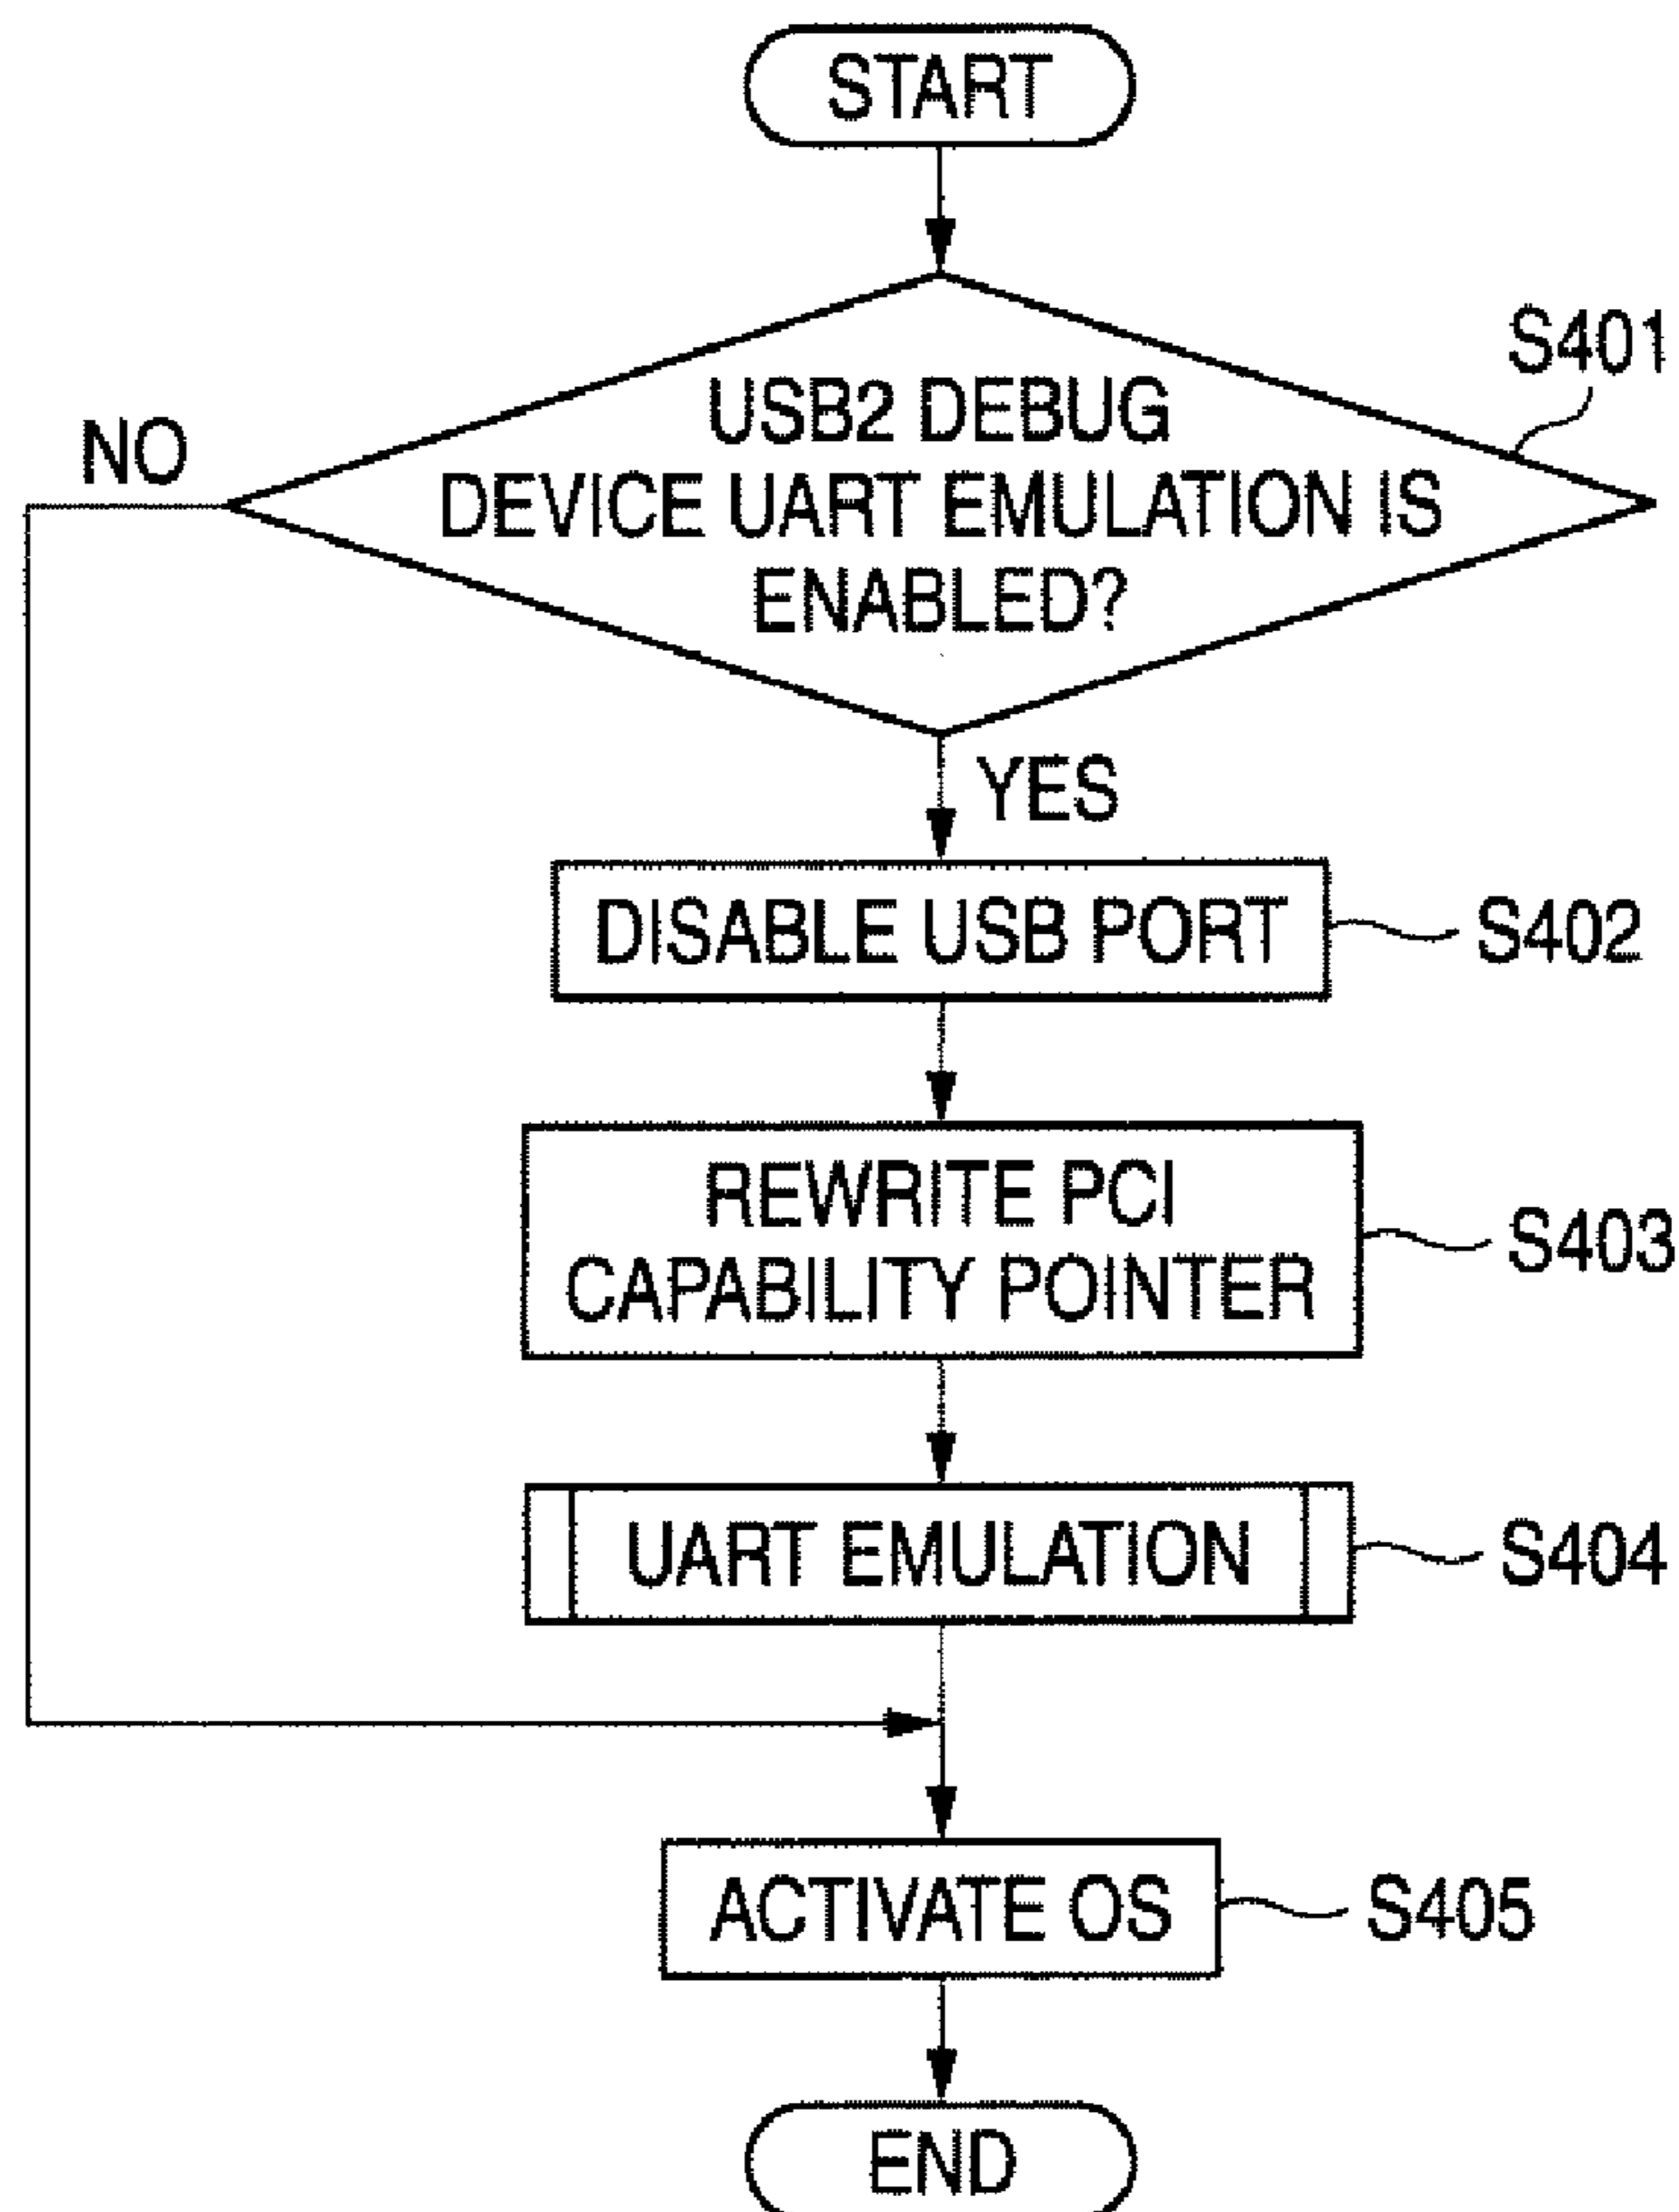 START
S401
USB2 DEBUG
DEVICE UART EMULATION IS
ENABLED?
NO
YES
DISABLE USB PORT
S402
REWRITE PCI
CAPABILITY POINTER
S403
UART EMULATION
S404
ACTIVATE OS
S405
END